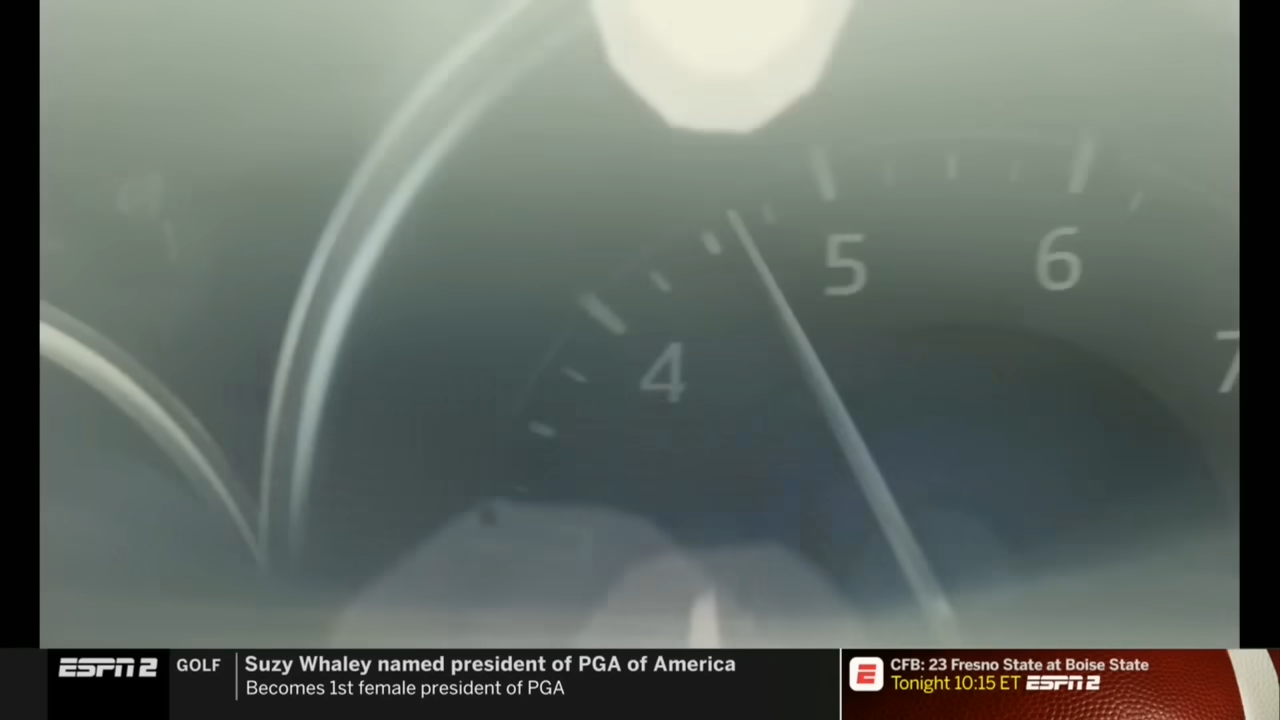 5
6
4
7
ESPN2
GOLF
Suzy Whaley named president of PGA of America
Becomes 1st female president of PGA
CFB: 23 Fresno State at Boise State
Tonight 10:15 ET ESPN2